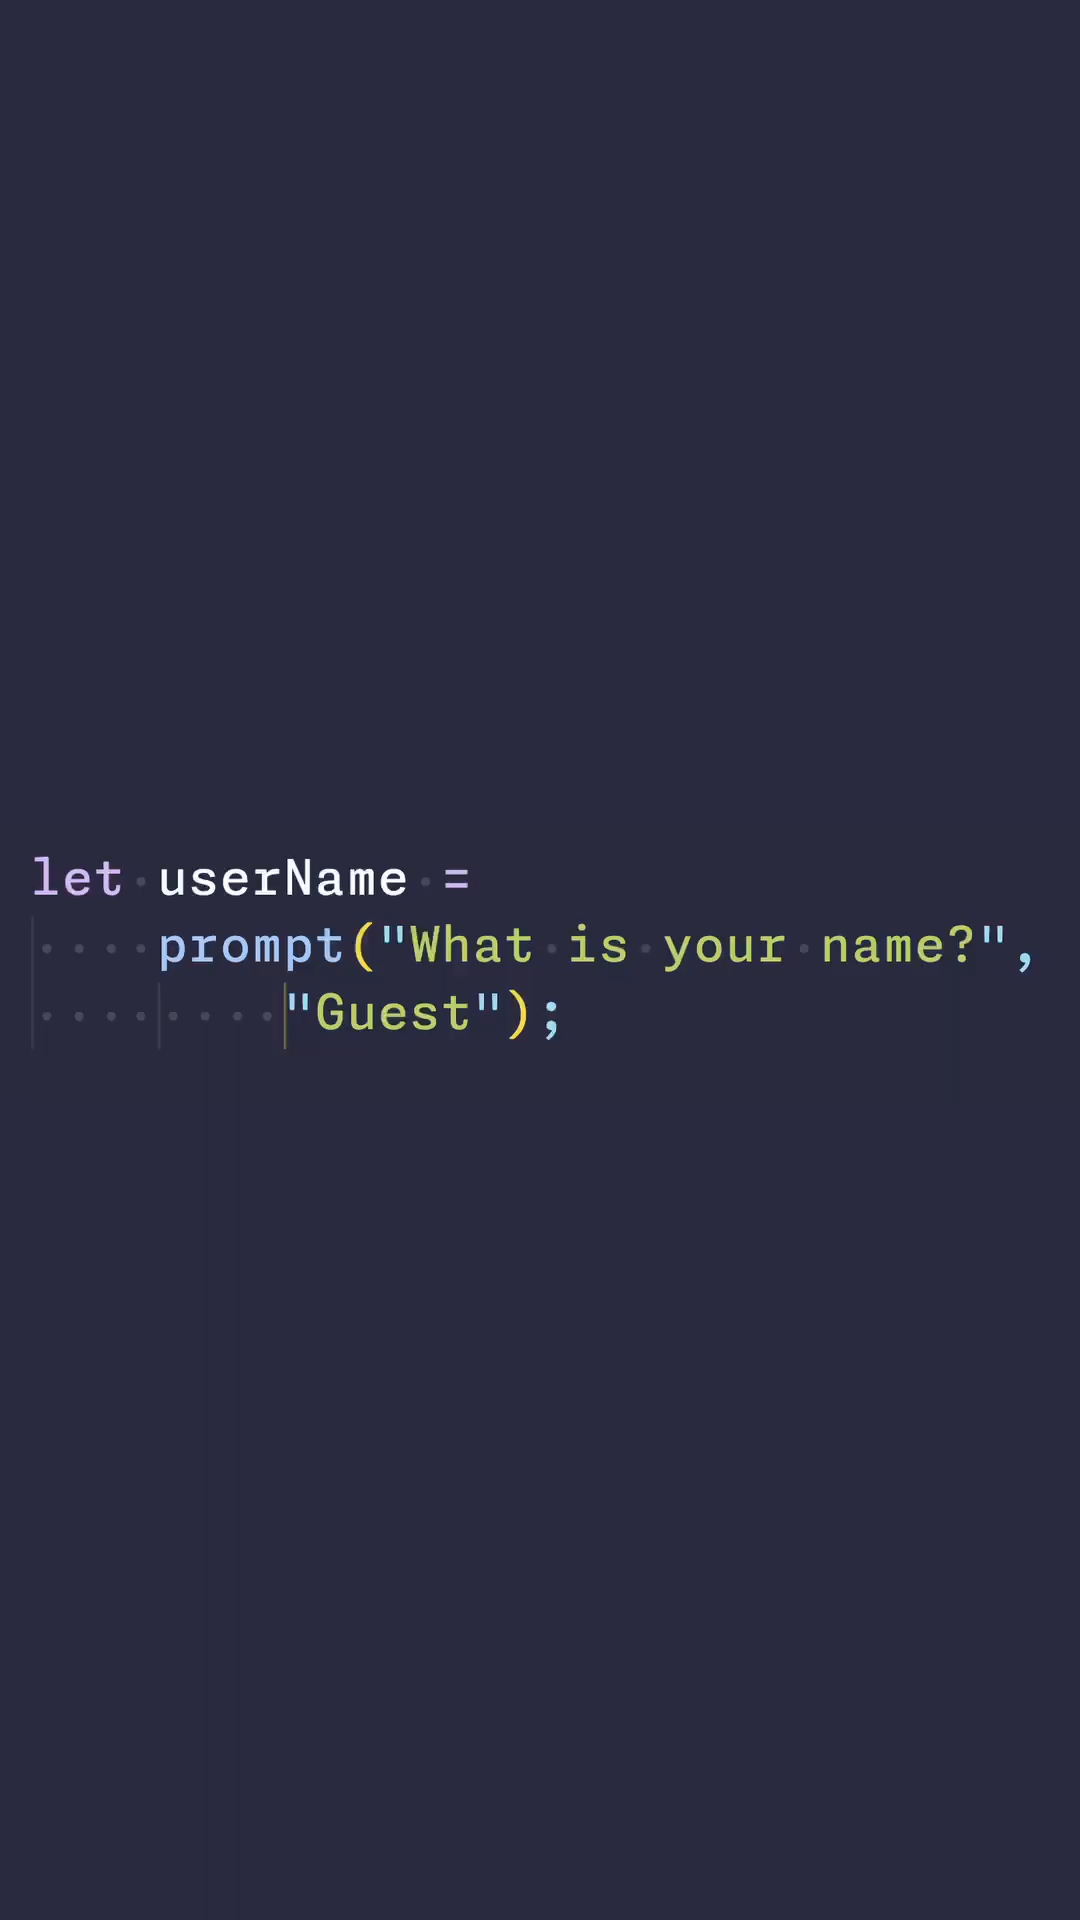 let userName =
    prompt("What is your name?",
        "Guest");